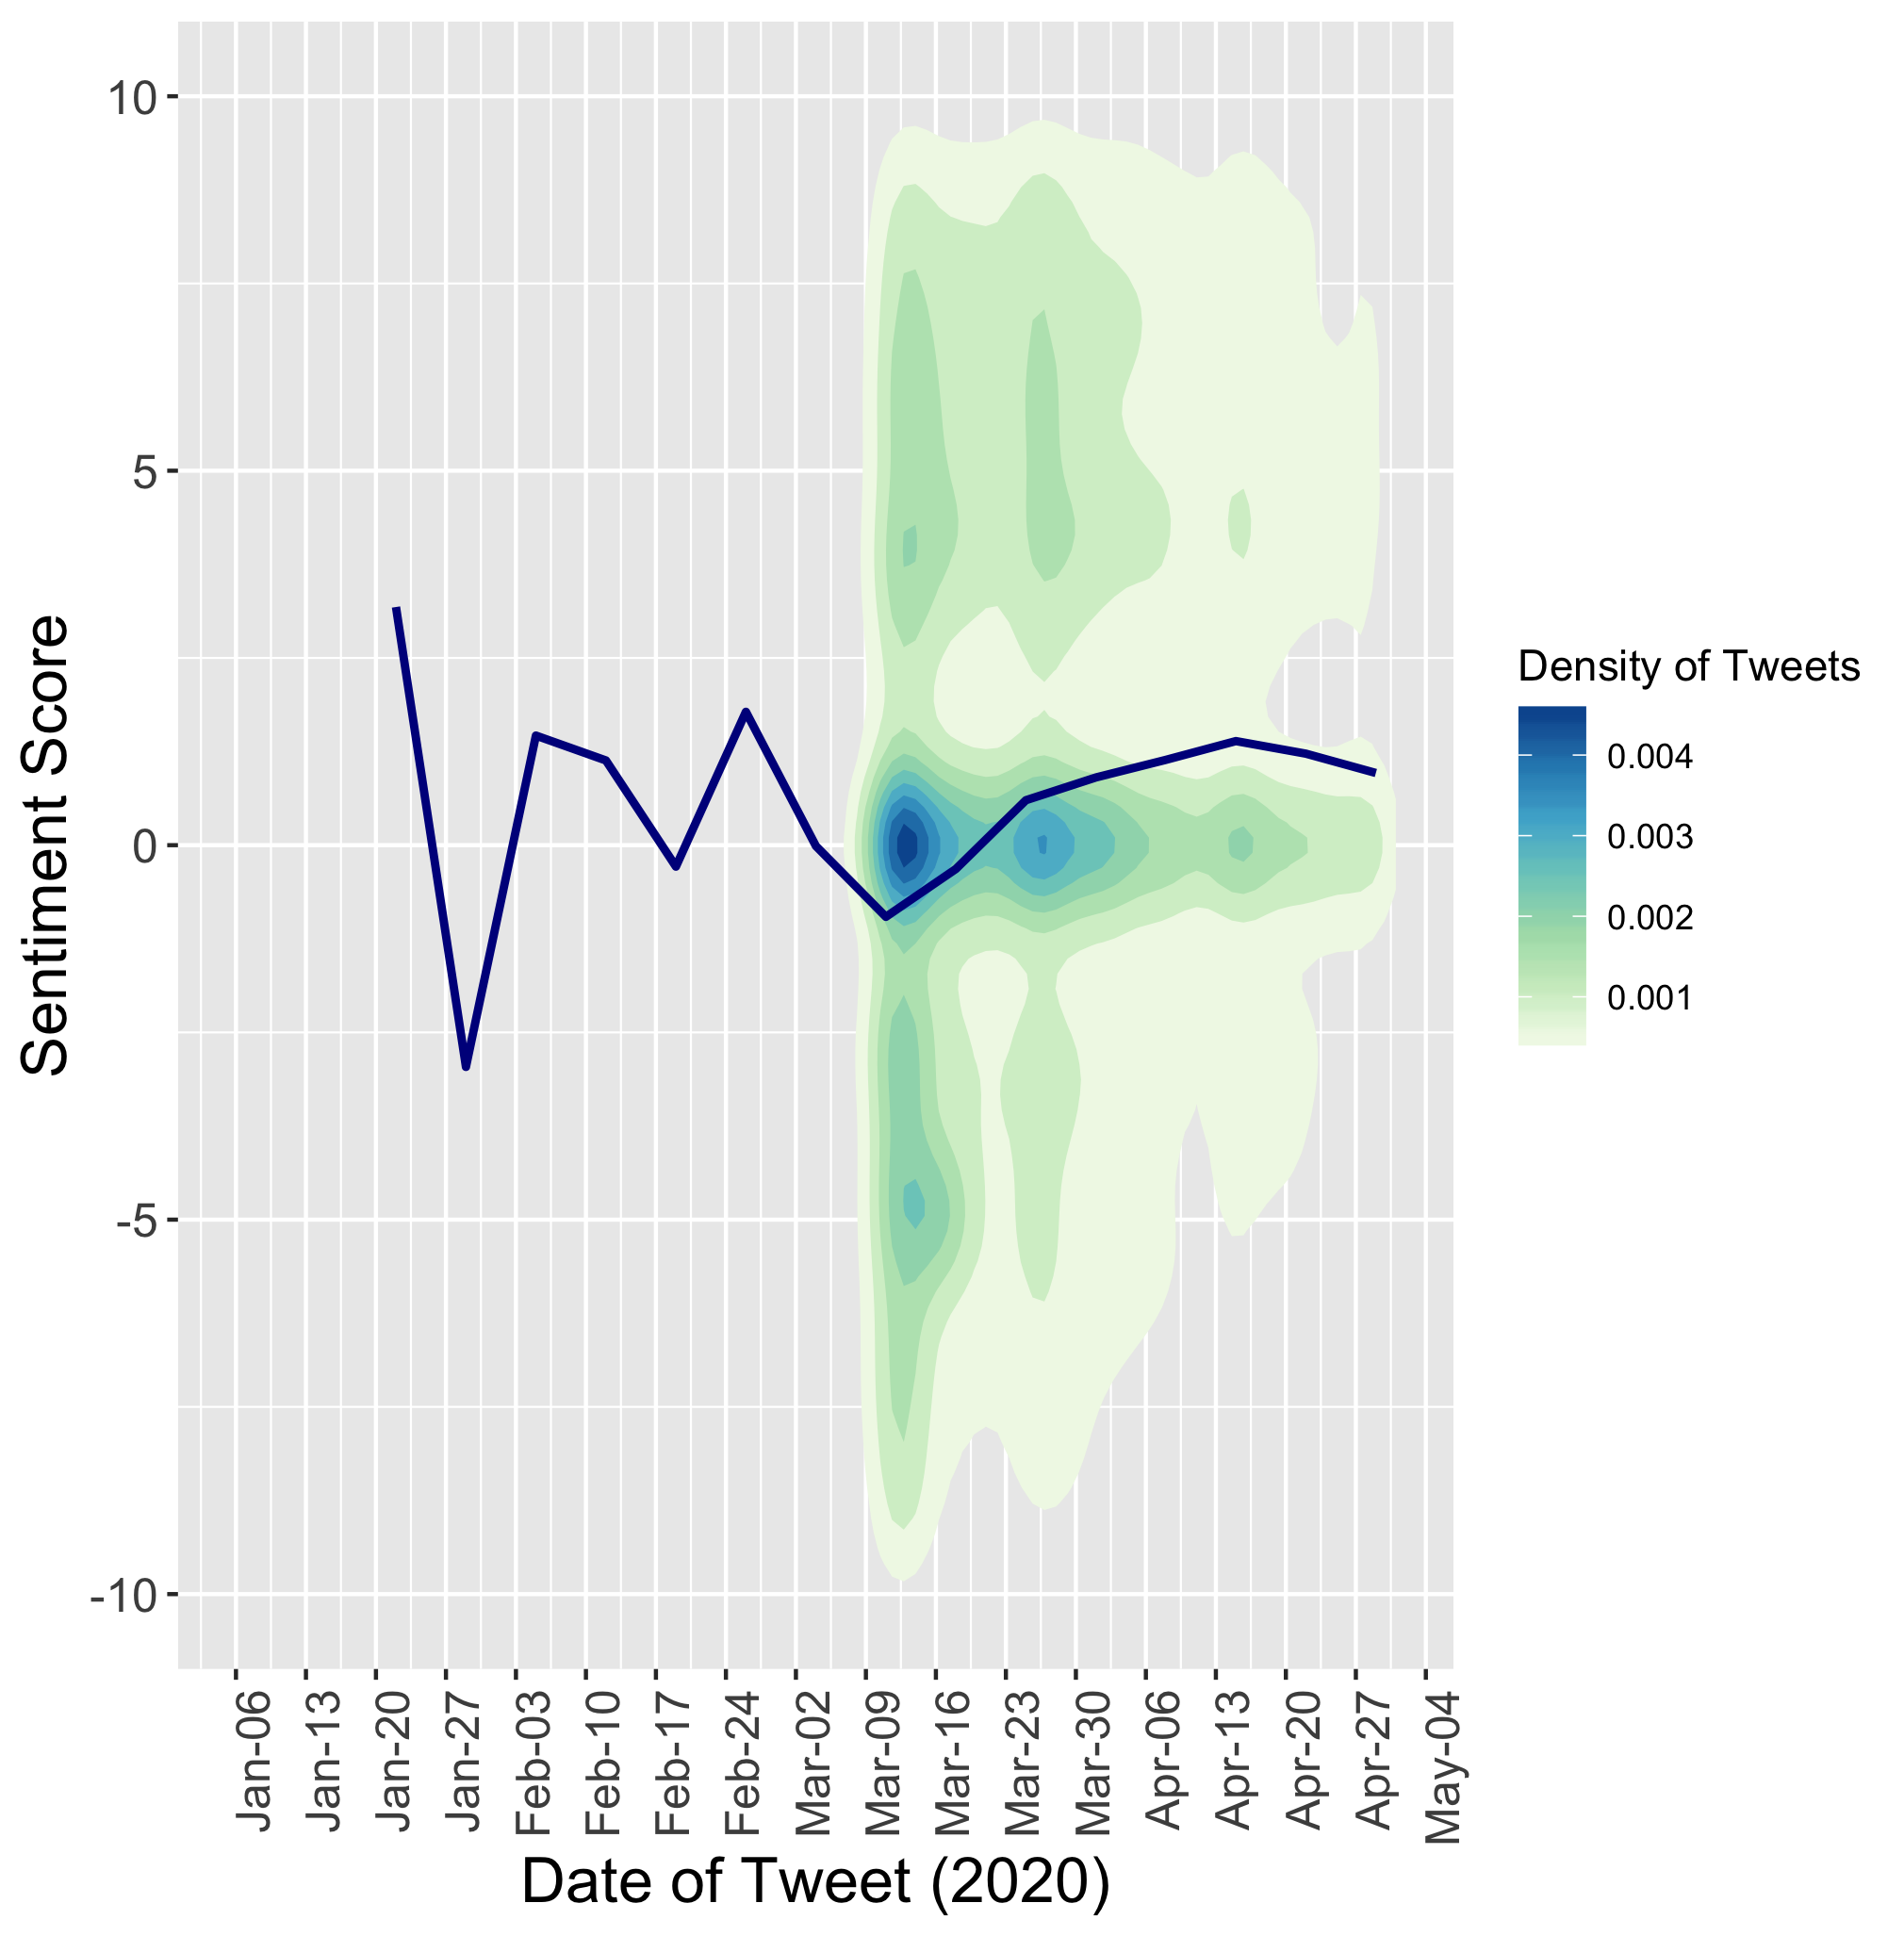 Sentiment Score
10
5
0
-5
-10
Jan-06
Jan-13
Jan-20
Jan-27
Feb-03
Feb-10
Feb-17
Feb-24
Mar-02
Mar-09
Mar-16
Mar-23
Mar-30
Apr-06
Apr-13
Apr-20
Apr-27
May-04
Date of Tweet (2020)
Density of Tweets
0.004
0.003
0.002
0.001